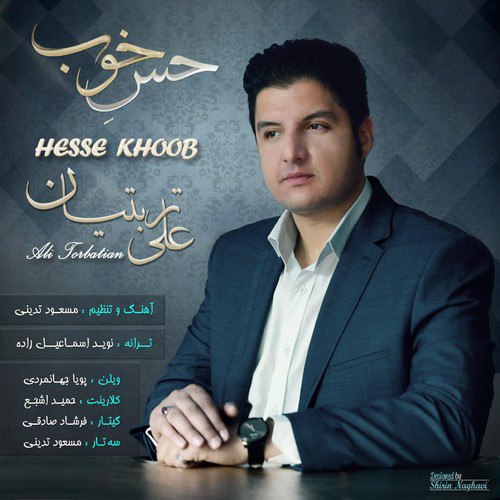 حس خوب
HESSE KHOOB
علی تربتیان
Ali Torbatian
آهنگ و تنظیم : مسعود تدینی
ترانه : نوید اسماعیل زاده
ویلن : پویا جهانمردی
کلارینت : حمید اشجع
گیتار : فرشاد صادقی
سه تار : مسعود تدینی
Designed by
Shirin Naghavi